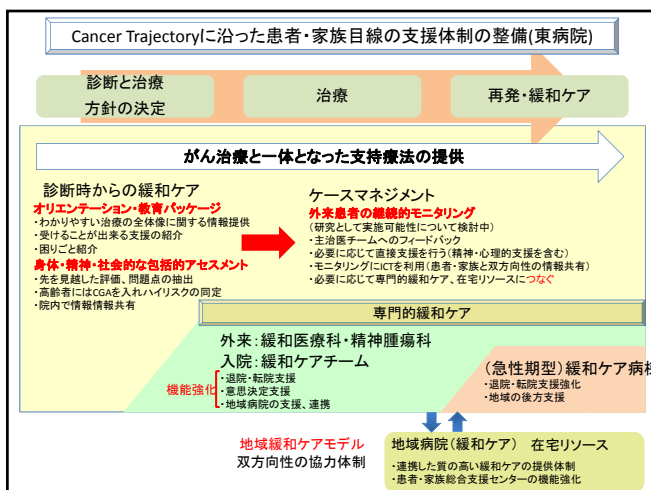 Cancer Trajectoryに沿った患者・家族目線の支援体制の整備(東病院)
診断と治療
方針の決定
治療
再発・緩和ケア
がん治療と一体となった支持療法の提供
診断時からの緩和ケア
オリエンテーション・教育パッケージ
・わかりやすい治療の全体像に関する情報提供
・受けることが出来る支援の紹介
・困りごと紹介
身体・精神・社会的な包括的アセスメント
・先を見越した評価、問題点の抽出
・高齢者にはCGAを入れハイリスクの同定
・院内で情報情報共有
ケースマネジメント
外来患者の継続的モニタリング
(研究として実施可能性について検討中)
・主治医チームへのフィードバック
・必要に応じて直接支援を行う(精神・心理的支援を含む)
・モニタリングにICTを利用(患者・家族と双方向性の情報共有)
・必要に応じて専門的緩和ケア、在宅リソースにつなぐ
専門的緩和ケア
外来:緩和医療科・精神腫瘍科
入院:緩和ケアチーム
機能強化
・退院・転院支援
・意思決定支援
・地域病院の支援、連携
(急性期型)緩和ケア病棟
・退院・転院支援強化
・地域の後方支援
地域緩和ケアモデル
双方向性の協力体制
地域病院(緩和ケア) 在宅リソース
・連携した質の高い緩和ケアの提供体制
・患者・家族総合支援センターの機能強化